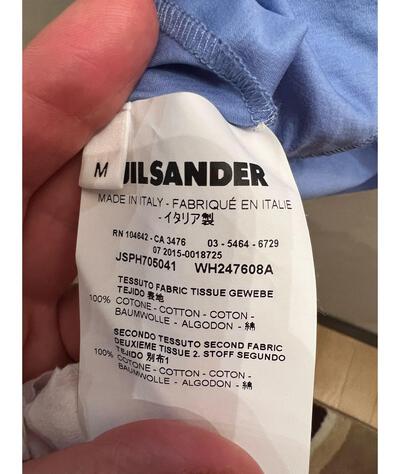 M
JILSANDER
MADE IN ITALY - FABRIQUÉ EN ITALIE
- イタリア製
RN 104642 - CA 3476 03 - 5464 - 6729
07 2015-0018725
JSPH705041 WH247608A
TESSUTO FABRIC TISSUE GEWEBE
TEJIDO 表地
100% COTONE - COTTON - COTON -
BAUMWOLLE - ALGODON - 綿
SECONDO TESSUTO SECOND FABRIC
DEUXIEME TISSUE 2. STOFF SEGUNDO
TEJIDO 別布1
100% COTONE - COTTON - COTON -
BAUMWOLLE - ALGODON - 綿